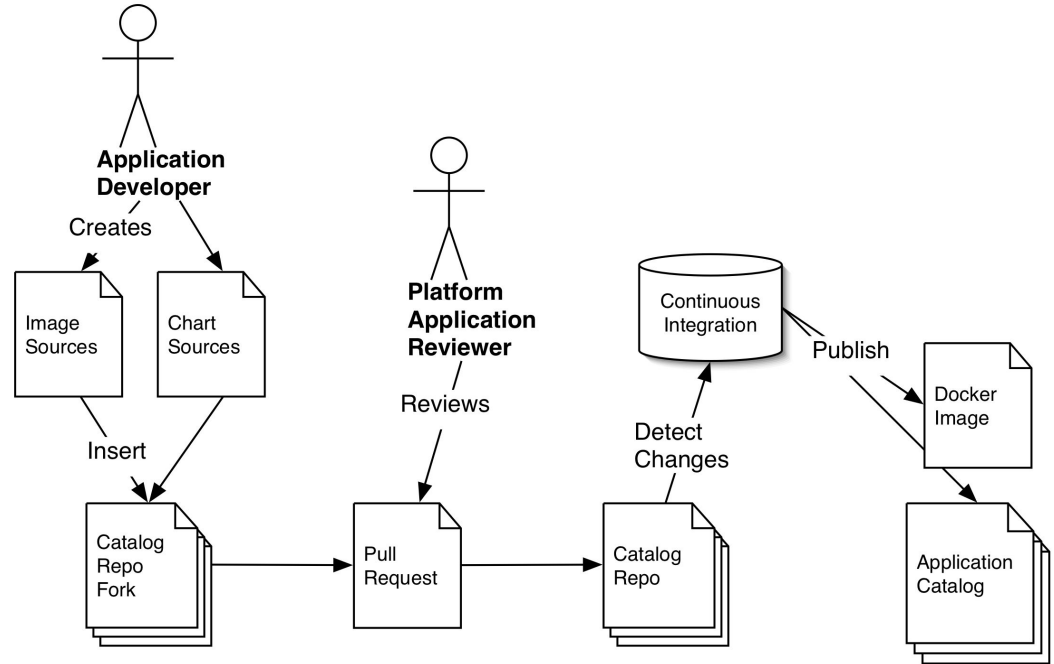 Application
Developer
Creates
Image
Sources
Chart
Sources
Insert
Catalog
Repo
Fork
Platform
Application
Reviewer
Reviews
Pull
Request
Continuous
Integration
Detect
Changes
Catalog
Repo
Publish
Docker
Image
Application
Catalog